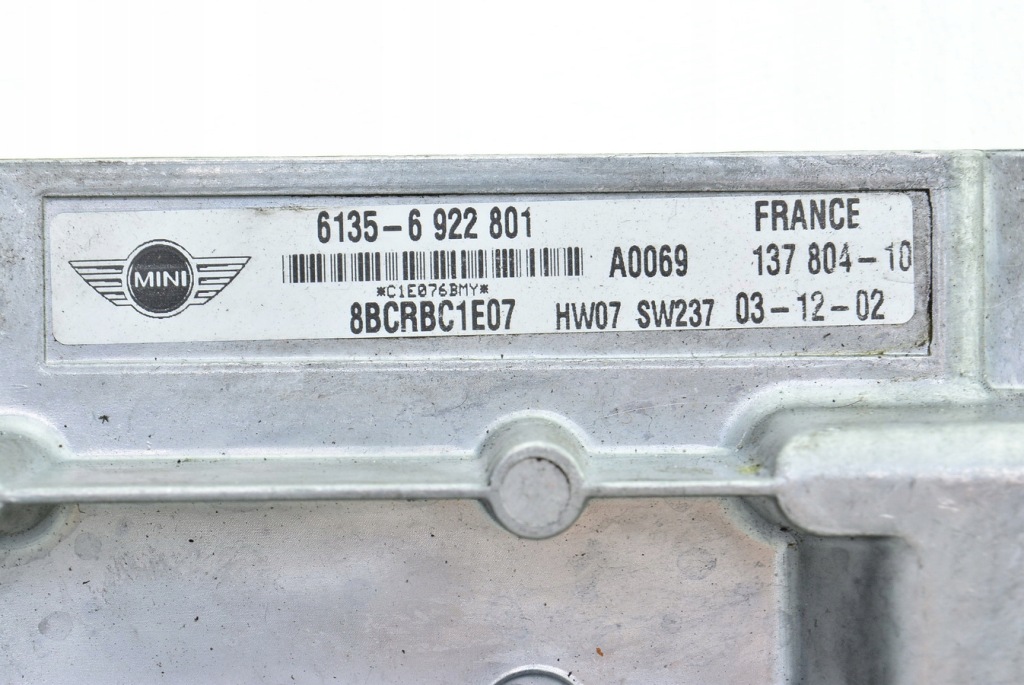 6135-6 922 801
FRANCE
MINI
A0069
137 804-10
*C1E076BMY*
8BCRBC1E07
HW07 SW237
03-12-02